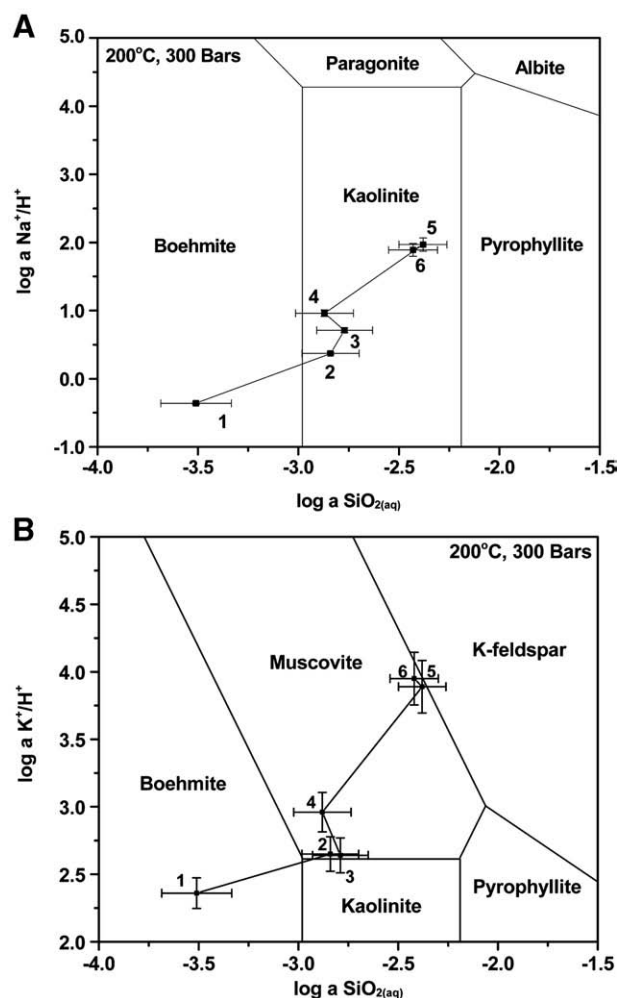 A
5.0
200°C, 300 Bars
Paragonite
Albite
4.0
3.0
Kaolinite
log a Na⁺/H⁺
Boehmite
Pyrophyllite
2.0
5
6
4
1.0
3
2
0.0
1
-1.0
-4.0 -3.5 -3.0 -2.5 -2.0 -1.5
log a SiO₂₍aq₎
B
5.0
200°C, 300 Bars
4.5
Muscovite
K-feldspar
4.0
6 5
log a K⁺/H⁺
3.5
Boehmite
3.0
4
2
2.5
1
3
Kaolinite
Pyrophyllite
2.0
-4.0 -3.5 -3.0 -2.5 -2.0 -1.5
log a SiO₂₍aq₎